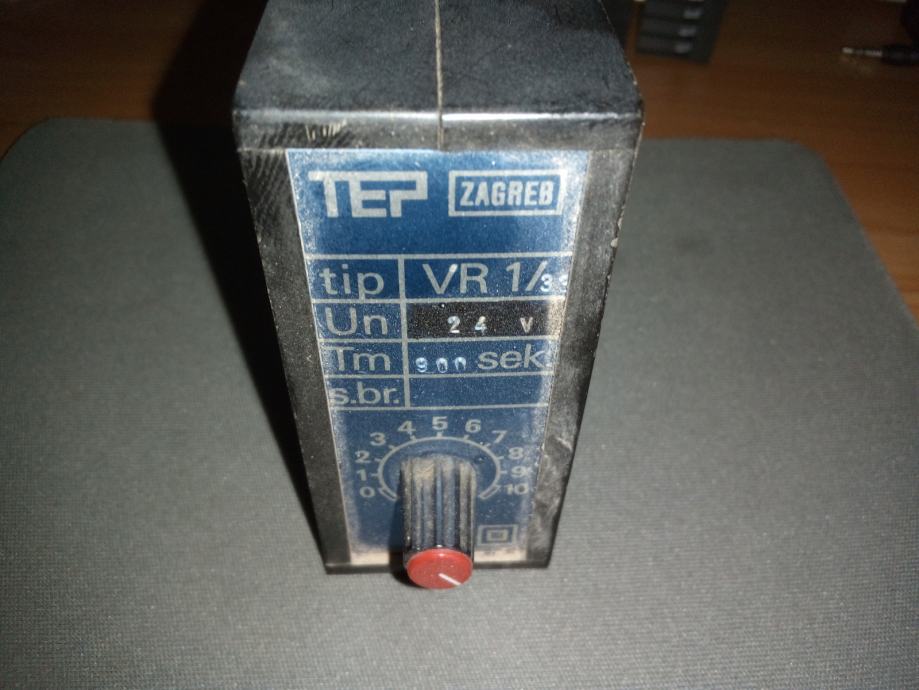 TEP ZAGREB
tip VR 1/3
Un 24 V
Tm 900 sek
s.br.
0 1 2 3 4 5 6 7 8 9 10